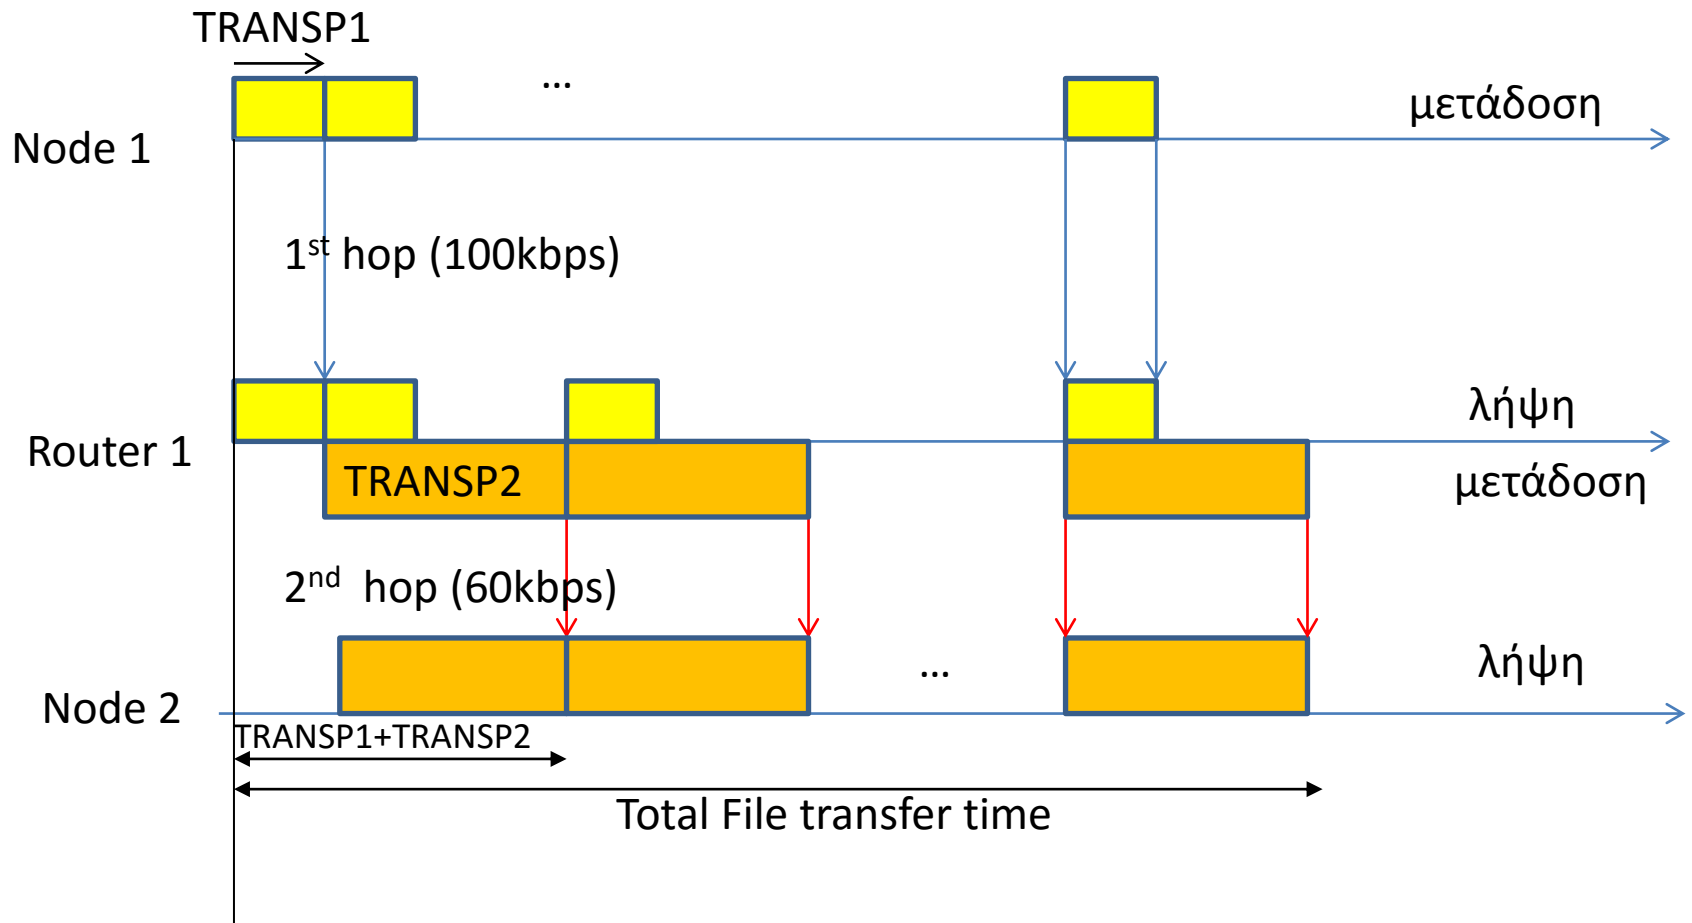 TRANSP1
...
μετάδοση
Node 1
1st hop (100kbps)
λήψη
Router 1
TRANSP2
μετάδοση
2nd hop (60kbps)
...
λήψη
Node 2
TRANSP1+TRANSP2
Total File transfer time